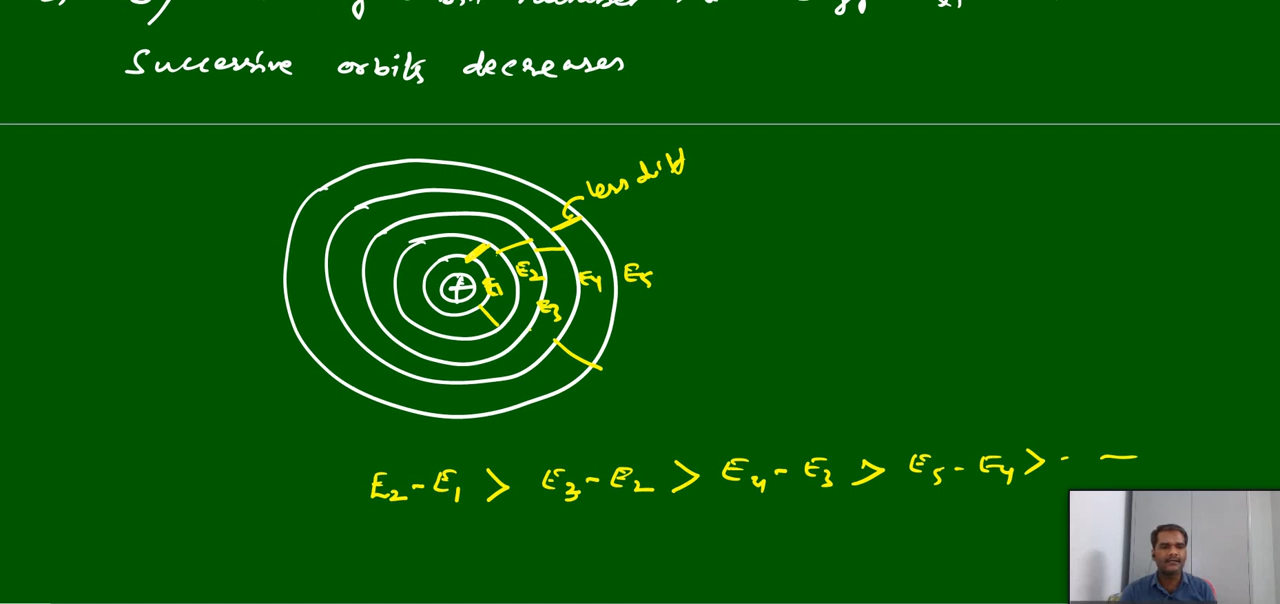 Successive orbits decreases
less diff
E1 E2 E3 E4 E5
+
E2-E1 > E3-E2 > E4-E3 > E5-E4 > - —